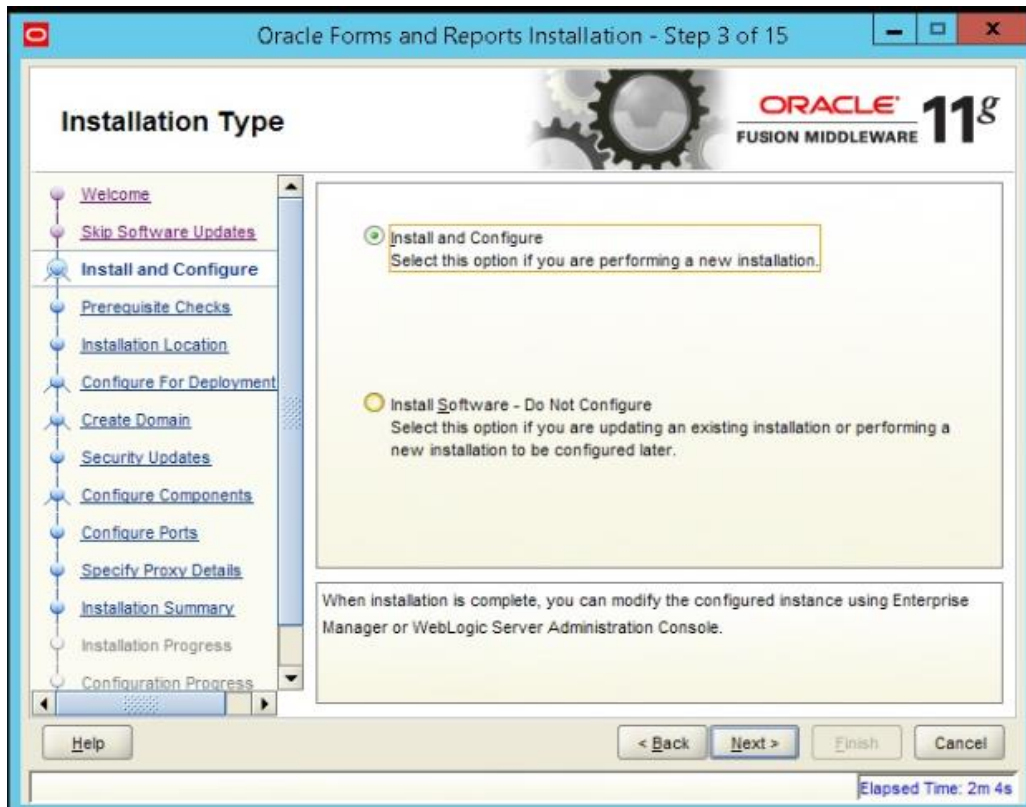 Oracle Forms and Reports Installation - Step 3 of 15
Installation Type
ORACLE
FUSION MIDDLEWARE
11g
Welcome
Skip Software Updates
Install and Configure
Prerequisite Checks
Installation Location
Configure For Deployment
Create Domain
Security Updates
Configure Components
Configure Ports
Specify Proxy Details
Installation Summary
Installation Progress
Configuration Progress
Install and Configure
Select this option if you are performing a new installation.
Install Software - Do Not Configure
Select this option if you are updating an existing installation or performing a
new installation to be configured later.
When installation is complete, you can modify the configured instance using Enterprise
Manager or WebLogic Server Administration Console.
Help
< Back
Next >
Finish
Cancel
Elapsed Time: 2m 4s